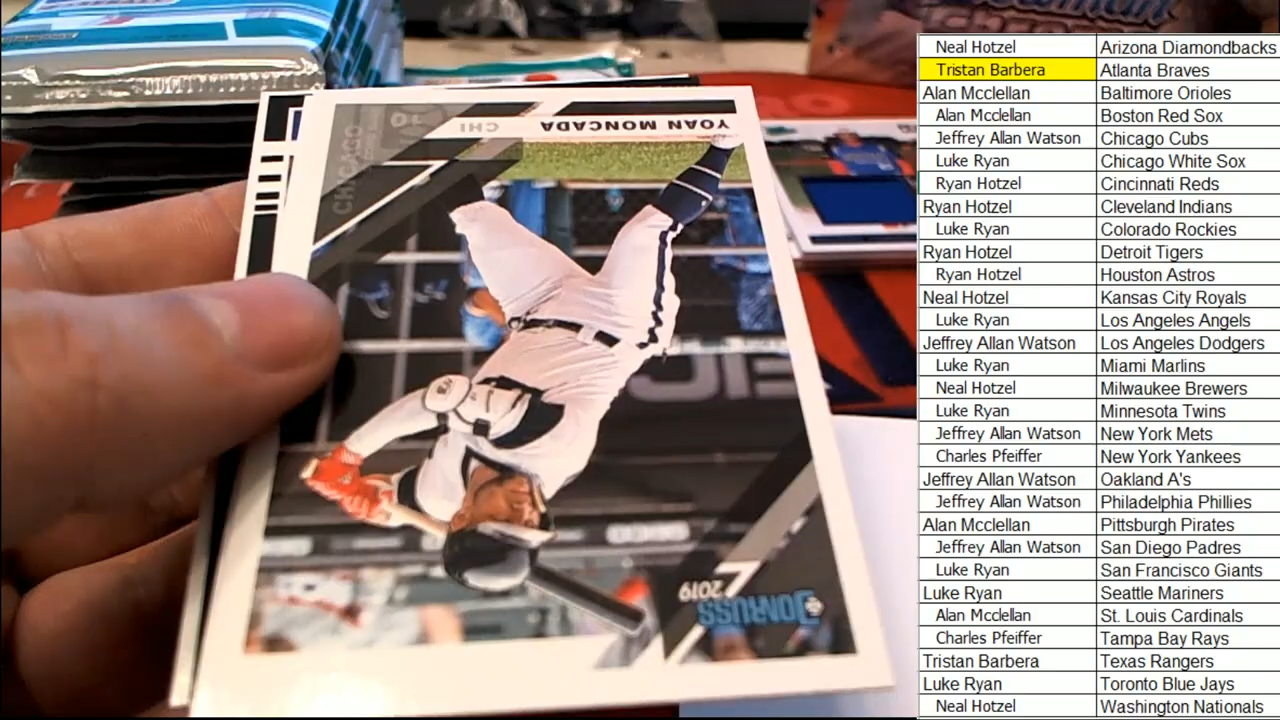 YOAN MONCADA
CHI
CHICAGO
10
DONRUSS
2019
Neal Hotzel Arizona Diamondbacks
Tristan Barbera Atlanta Braves
Alan Mcclellan Baltimore Orioles
Alan Mcclellan Boston Red Sox
Jeffrey Allan Watson Chicago Cubs
Luke Ryan Chicago White Sox
Ryan Hotzel Cincinnati Reds
Ryan Hotzel Cleveland Indians
Luke Ryan Colorado Rockies
Ryan Hotzel Detroit Tigers
Ryan Hotzel Houston Astros
Neal Hotzel Kansas City Royals
Luke Ryan Los Angeles Angels
Jeffrey Allan Watson Los Angeles Dodgers
Luke Ryan Miami Marlins
Neal Hotzel Milwaukee Brewers
Luke Ryan Minnesota Twins
Jeffrey Allan Watson New York Mets
Charles Pfeiffer New York Yankees
Jeffrey Allan Watson Oakland A's
Jeffrey Allan Watson Philadelphia Phillies
Alan Mcclellan Pittsburgh Pirates
Jeffrey Allan Watson San Diego Padres
Luke Ryan San Francisco Giants
Luke Ryan Seattle Mariners
Alan Mcclellan St. Louis Cardinals
Charles Pfeiffer Tampa Bay Rays
Tristan Barbera Texas Rangers
Luke Ryan Toronto Blue Jays
Neal Hotzel Washington Nationals